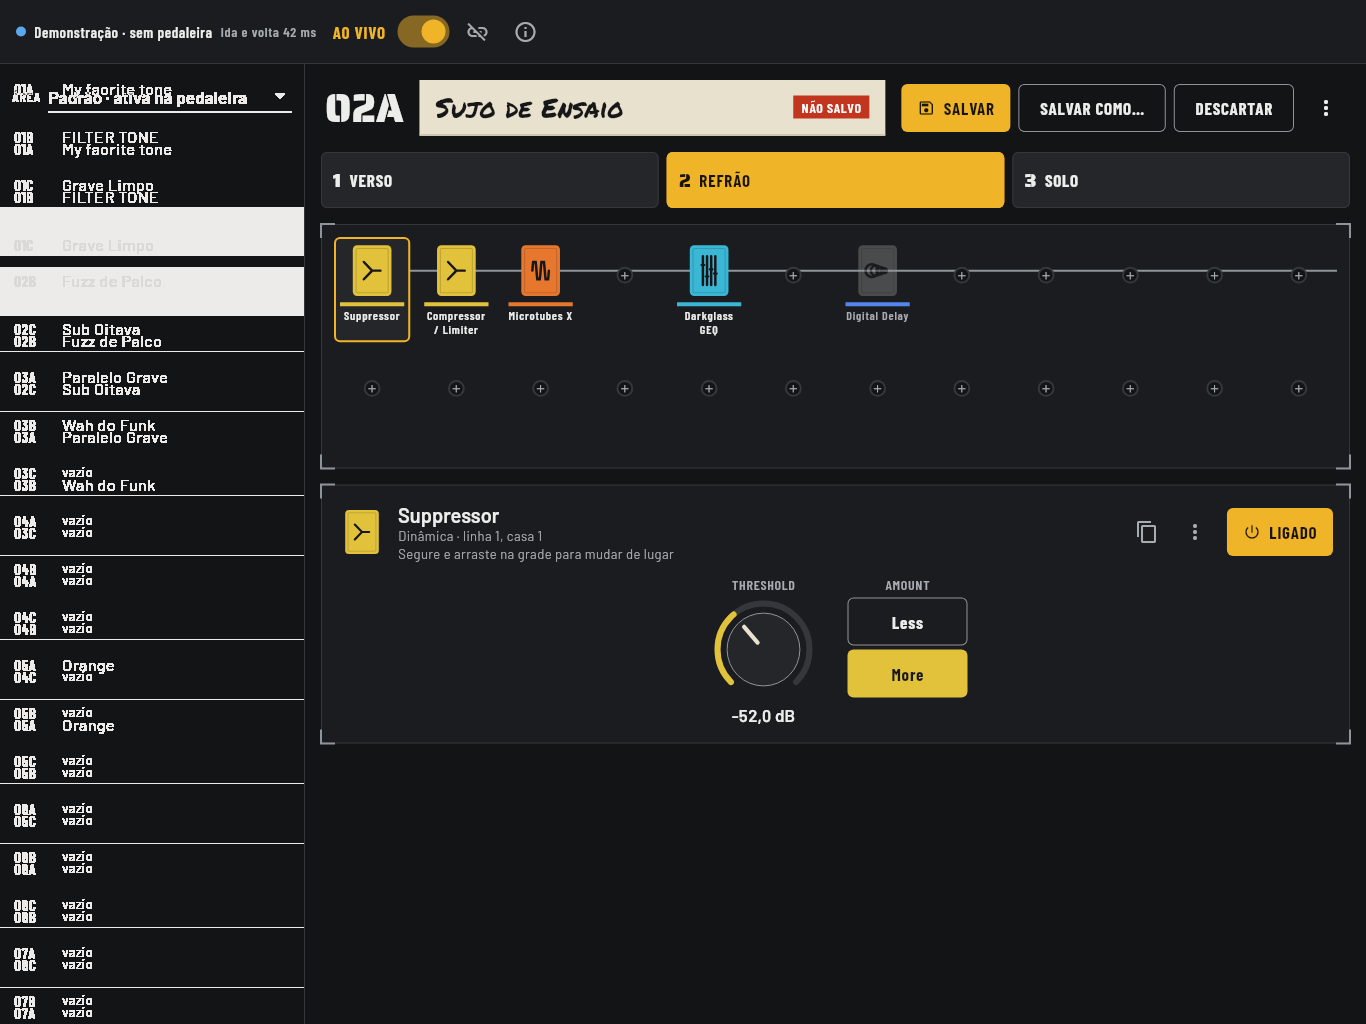 Demonstração · sem pedaleira Ida e volta 42 ms AO VIVO
01A My faorite tone
ÁREA Padrão · ativa na pedaleira
01B FILTER TONE
01A My faorite tone
01C Grave Limpo
01B FILTER TONE
01C Grave Limpo
02B Fuzz de Palco
02C Sub Oitava
02B Fuzz de Palco
03A Paralelo Grave
02C Sub Oitava
03B Wah do Funk
03A Paralelo Grave
03C vazio
03B Wah do Funk
04A vazio
03C vazio
04B vazio
04A vazio
04C vazio
04B vazio
05A Orange
04C vazio
05B vazio
05A Orange
05C vazio
05B vazio
06A vazio
05C vazio
06B vazio
06A vazio
06C vazio
06B vazio
07A vazio
06C vazio
07B vazio
07A vazio
02A Sujo de Ensaio NÃO SALVO SALVAR SALVAR COMO... DESCARTAR
1 VERSO 2 REFRÃO 3 SOLO
Suppressor Compressor Microtubes X Darkglass Digital Delay
/ Limiter GEQ
Suppressor
Dinâmica · linha 1, casa 1
Segure e arraste na grade para mudar de lugar
LIGADO
THRESHOLD AMOUNT
Less
More
-52,0 dB